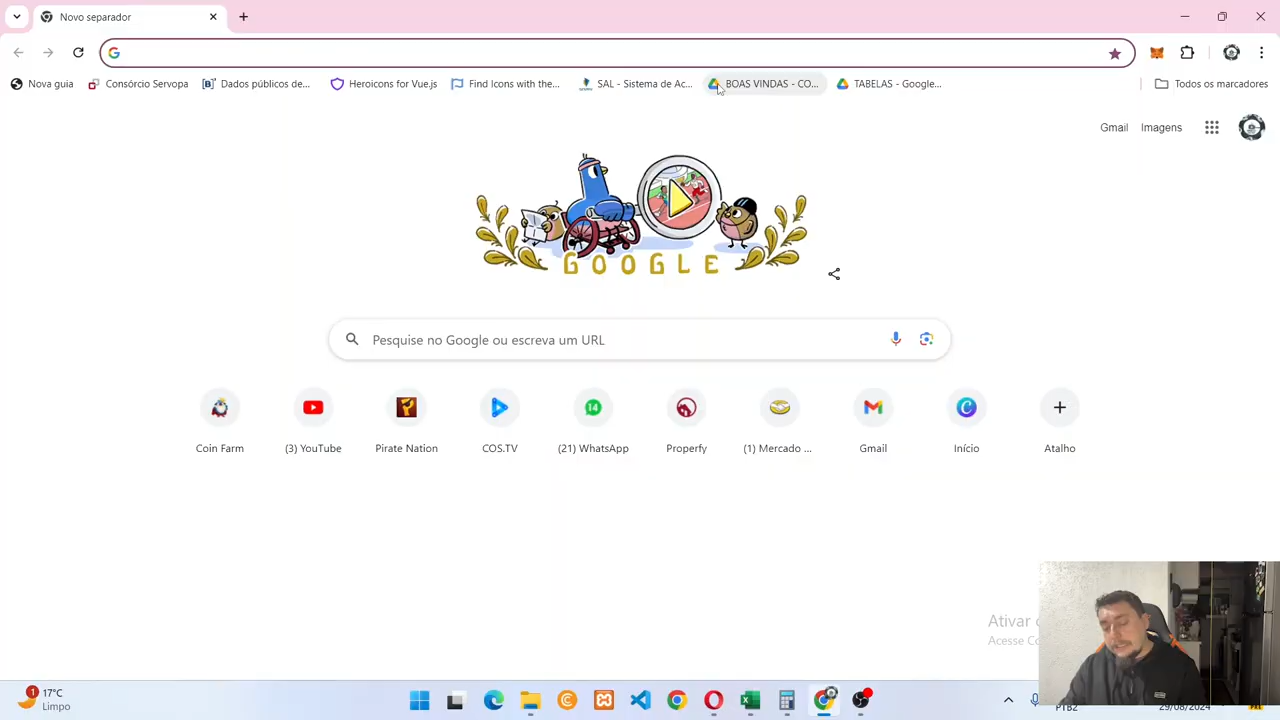 Novo separador
Nova guia
Consórcio Servopa
Dados públicos de...
Heroicons for Vue.js
Find Icons with the...
SAL - Sistema de Ac...
BOAS VINDAS - CO...
TABELAS - Google...
Todos os marcadores
Gmail
Imagens
GOOGLE
Pesquise no Google ou escreva um URL
14
Coin Farm
(3) YouTube
Pirate Nation
COS.TV
(21) WhatsApp
Properfy
(1) Mercado ...
Gmail
Início
Atalho
Ativar
Acesse
1
17°C
Limpo
PTB2
29/08/2024